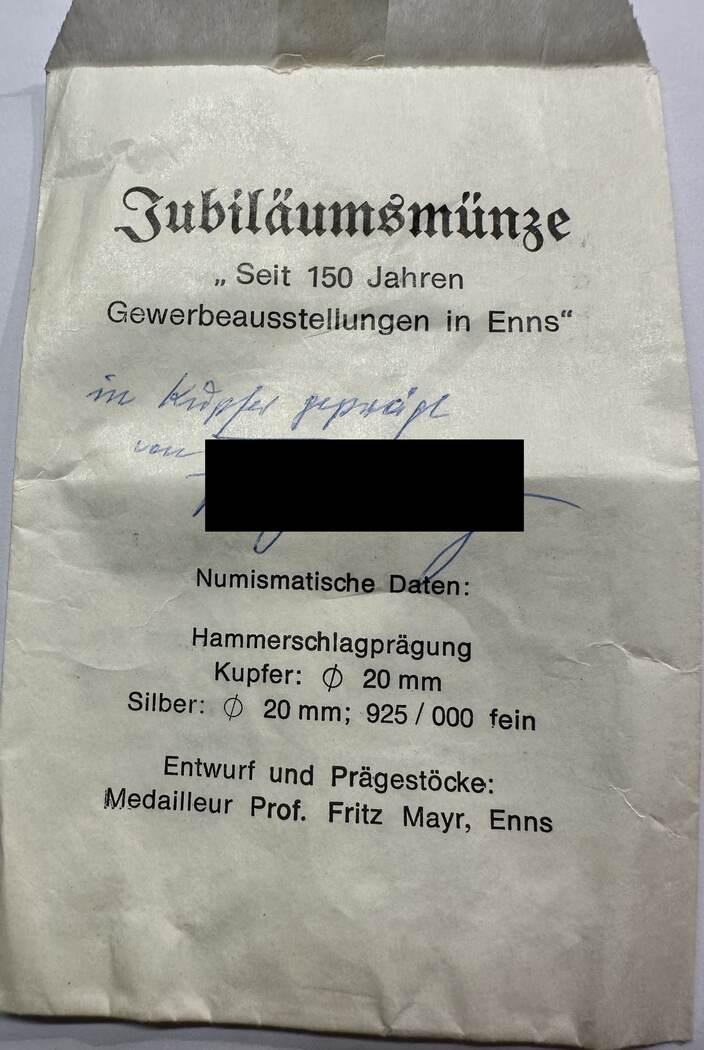 Jubiläumsmünze
„Seit 150 Jahren
Gewerbeausstellungen in Enns“
in Kupfer geprägt
von
Numismatische Daten:
Hammerschlagprägung
Kupfer: ∅ 20 mm
Silber: ∅ 20 mm; 925 / 000 fein
Entwurf und Prägestöcke:
Medailleur Prof. Fritz Mayr, Enns